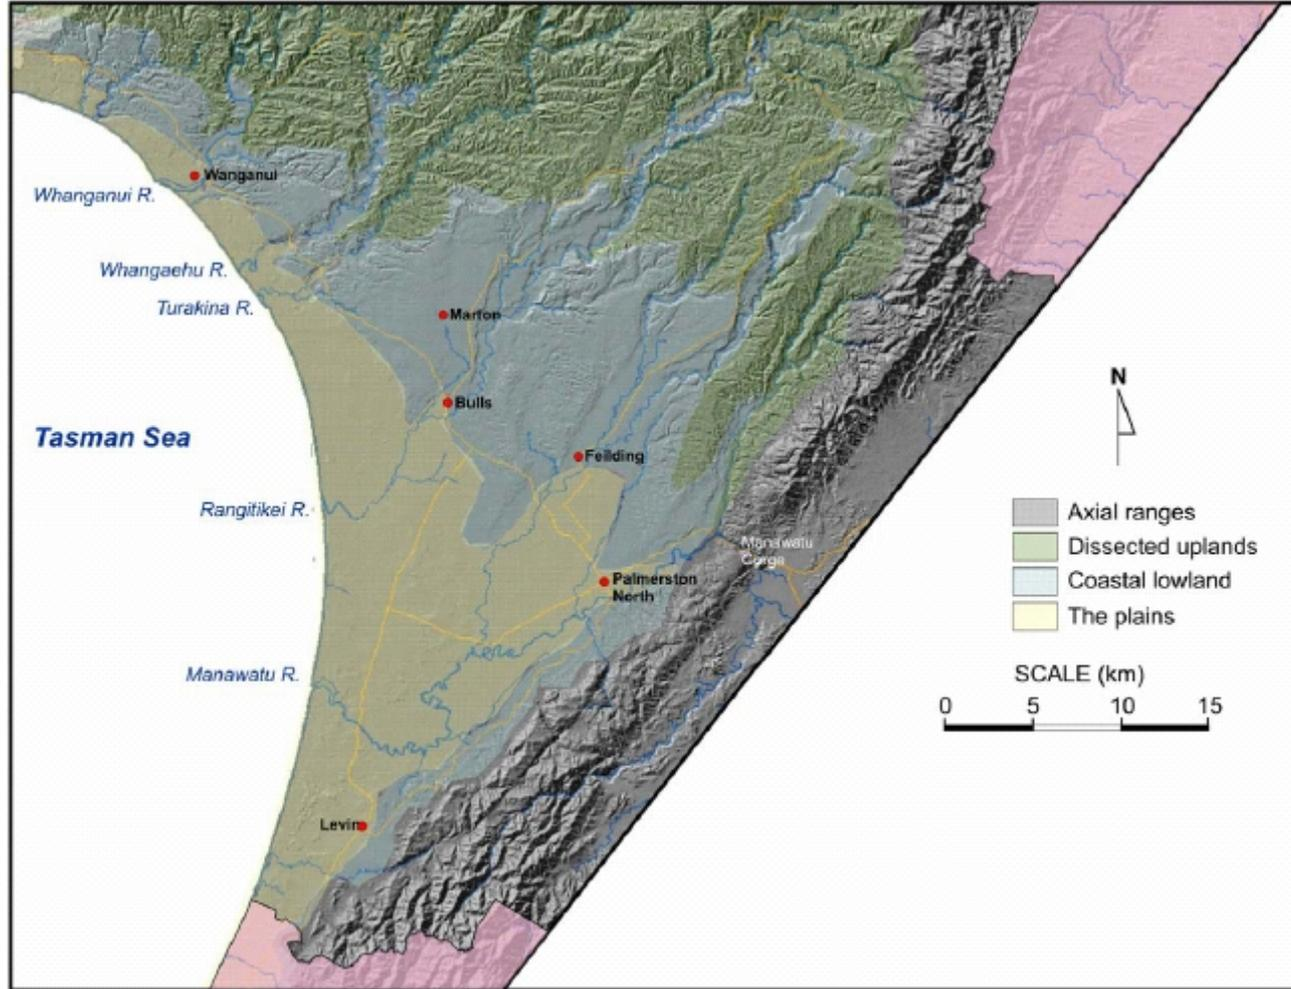 Wanganui
Whanganui R.
Whangaehu R.
Turakina R.
Marton
Bulls
Tasman Sea
Feilding
Rangitikei R.
Manawatu
Gorge
Palmerston
North
Manawatu R.
Levin
N
Axial ranges
Dissected uplands
Coastal lowland
The plains
SCALE (km)
0 5 10 15